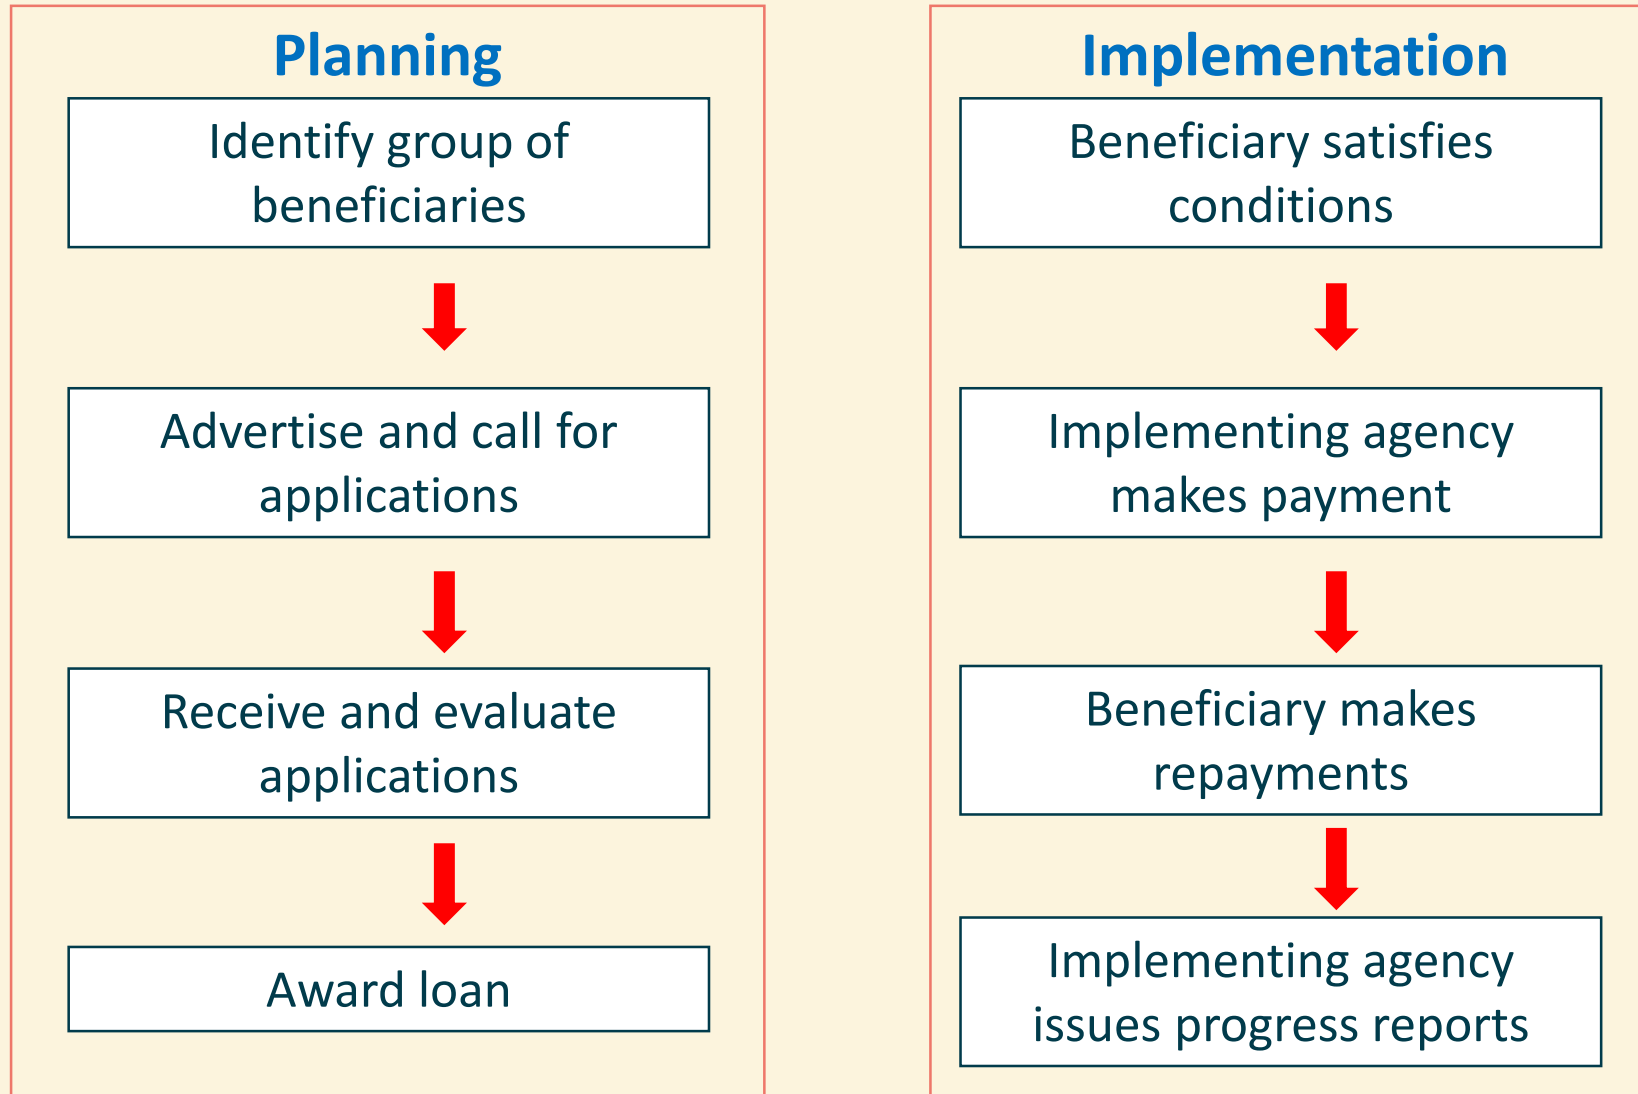 Planning
Identify group of
beneficiaries
Advertise and call for
applications
Receive and evaluate
applications
Award loan
Implementation
Beneficiary satisfies
conditions
Implementing agency
makes payment
Beneficiary makes
repayments
Implementing agency
issues progress reports